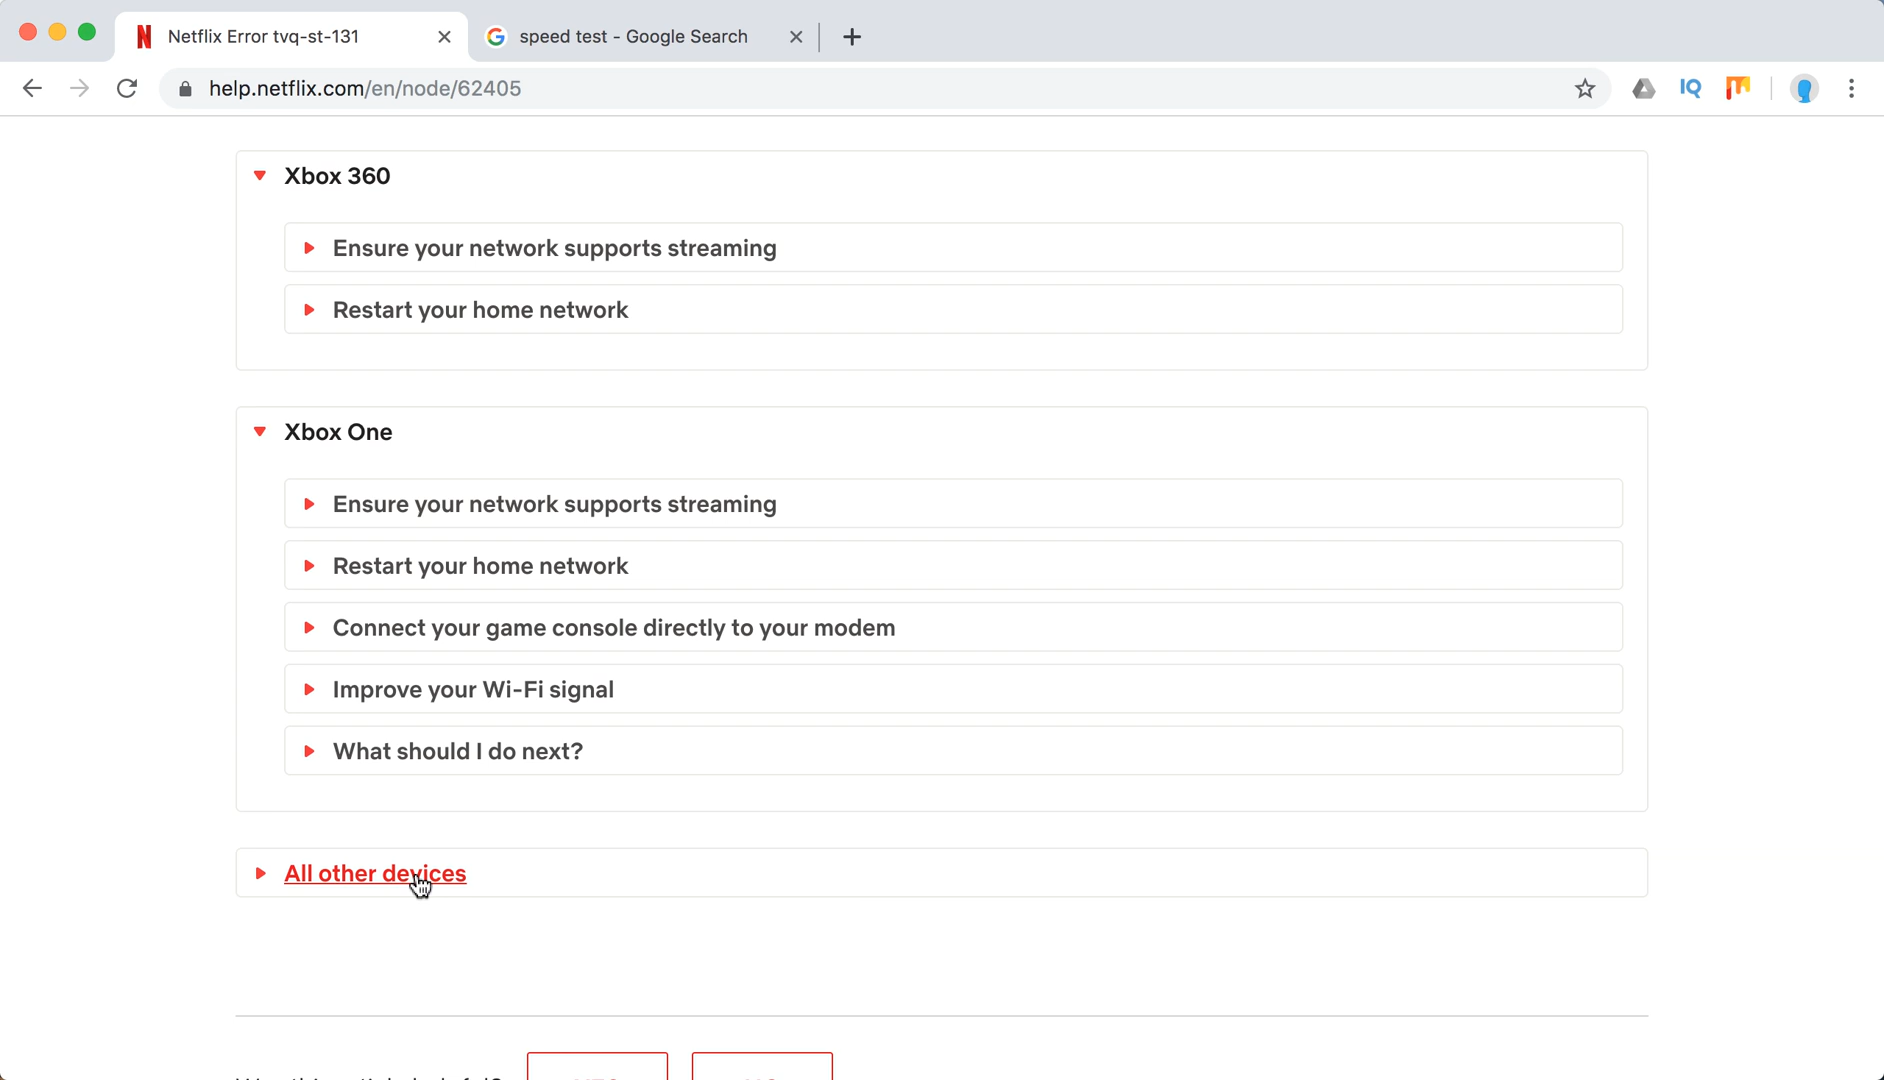 Netflix Error tvq-st-131
speed test - Google Search
help.netflix.com/en/node/62405
IQ
Xbox 360
Ensure your network supports streaming
Restart your home network
Xbox One
Ensure your network supports streaming
Restart your home network
Connect your game console directly to your modem
Improve your Wi-Fi signal
What should I do next?
All other devices